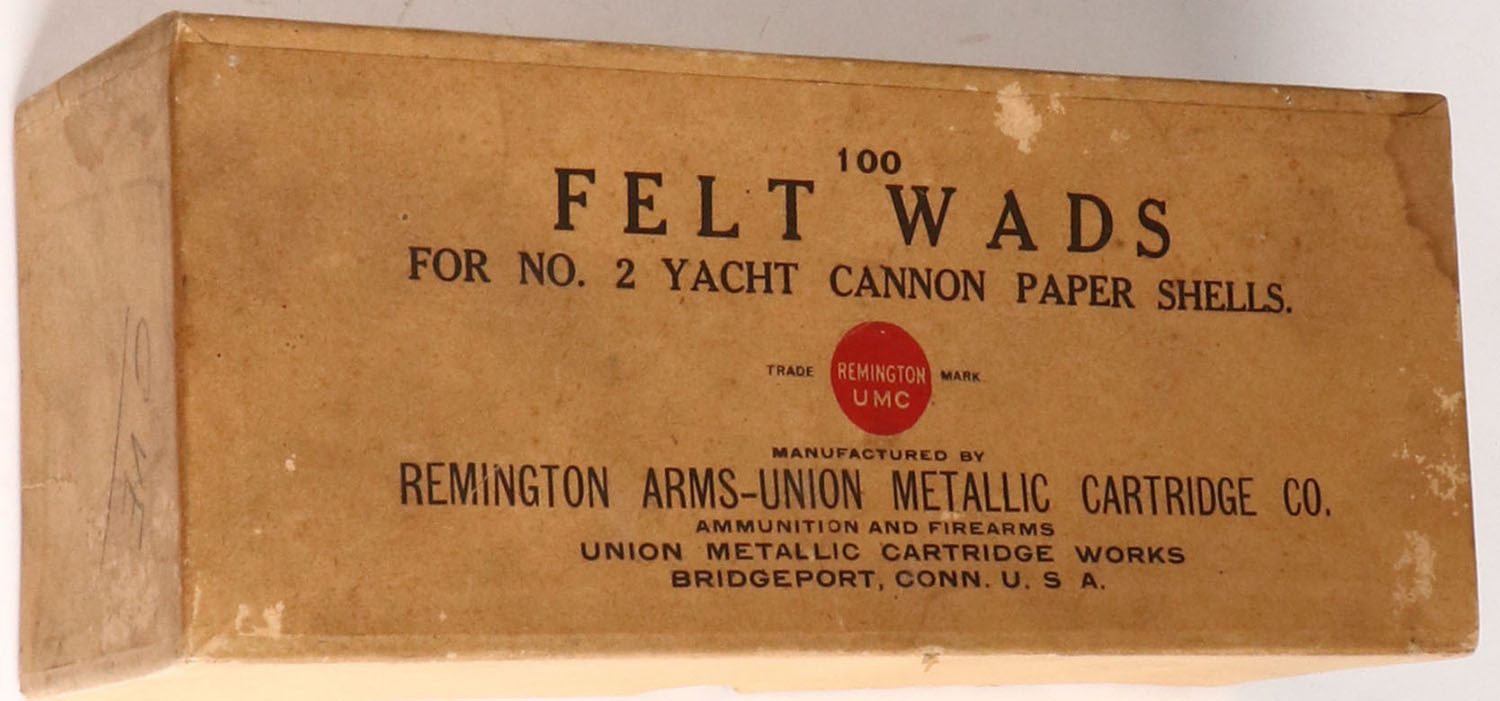 100
FELT WADS
FOR NO. 2 YACHT CANNON PAPER SHELLS.
TRADE REMINGTON MARK
UMC
MANUFACTURED BY
REMINGTON ARMS-UNION METALLIC CARTRIDGE CO.
AMMUNITION AND FIREARMS
UNION METALLIC CARTRIDGE WORKS
BRIDGEPORT, CONN. U. S A.